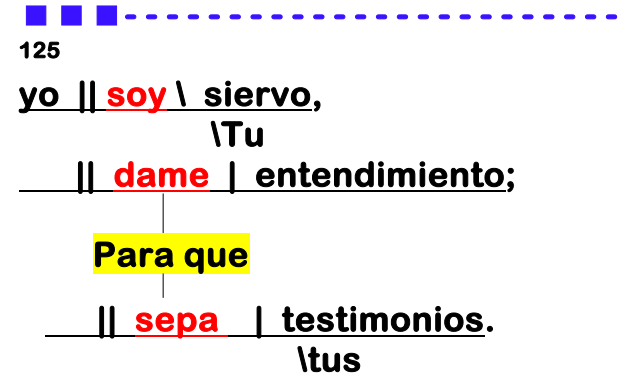 125
yo || soy \ siervo,
\Tu
|| dame | entendimiento;
Para que
|| sepa | testimonios.
\tus